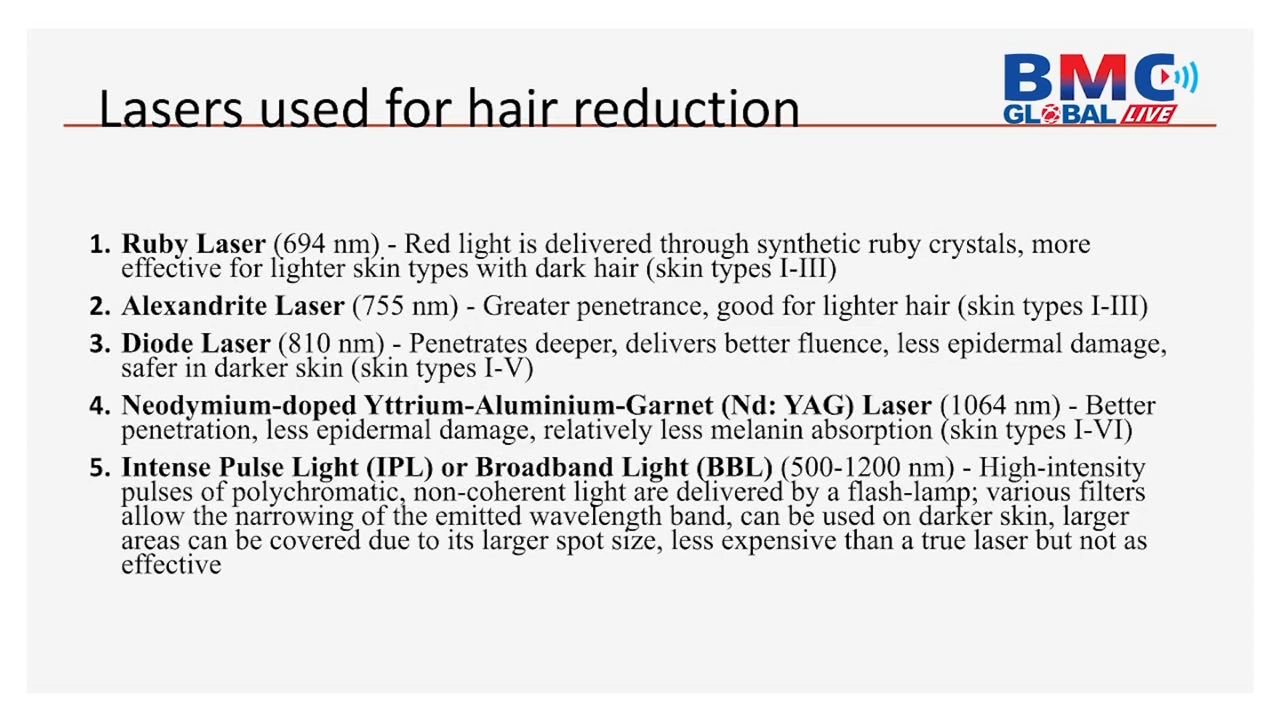 BMC
GLOBAL LIVE
Lasers used for hair reduction
1. Ruby Laser (694 nm) - Red light is delivered through synthetic ruby crystals, more
effective for lighter skin types with dark hair (skin types I-III)
2. Alexandrite Laser (755 nm) - Greater penetrance, good for lighter hair (skin types I-III)
3. Diode Laser (810 nm) - Penetrates deeper, delivers better fluence, less epidermal damage,
safer in darker skin (skin types I-V)
4. Neodymium-doped Yttrium-Aluminium-Garnet (Nd: YAG) Laser (1064 nm) - Better
penetration, less epidermal damage, relatively less melanin absorption (skin types I-VI)
5. Intense Pulse Light (IPL) or Broadband Light (BBL) (500-1200 nm) - High-intensity
pulses of polychromatic, non-coherent light are delivered by a flash-lamp; various filters
allow the narrowing of the emitted wavelength band, can be used on darker skin, larger
areas can be covered due to its larger spot size, less expensive than a true laser but not as
effective